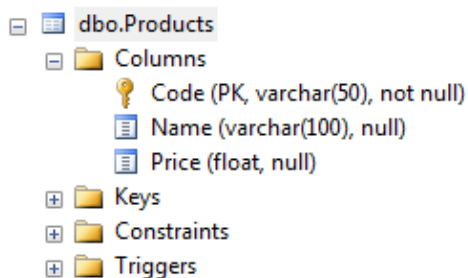 dbo.Products
Columns
Code (PK, varchar(50), not null)
Name (varchar(100), null)
Price (float, null)
Keys
Constraints
Triggers